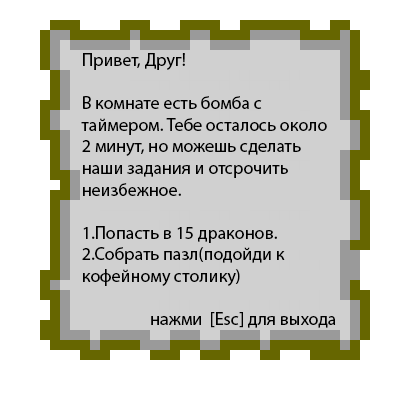 Привет, Друг!
В комнате есть бомба с
таймером. Тебе осталось около
2 минут, но можешь сделать
наши задания и отсрочить
неизбежное.
1.Попасть в 15 драконов.
2.Собрать пазл(подойди к
кофейному столику)
нажми [Esc] для выхода